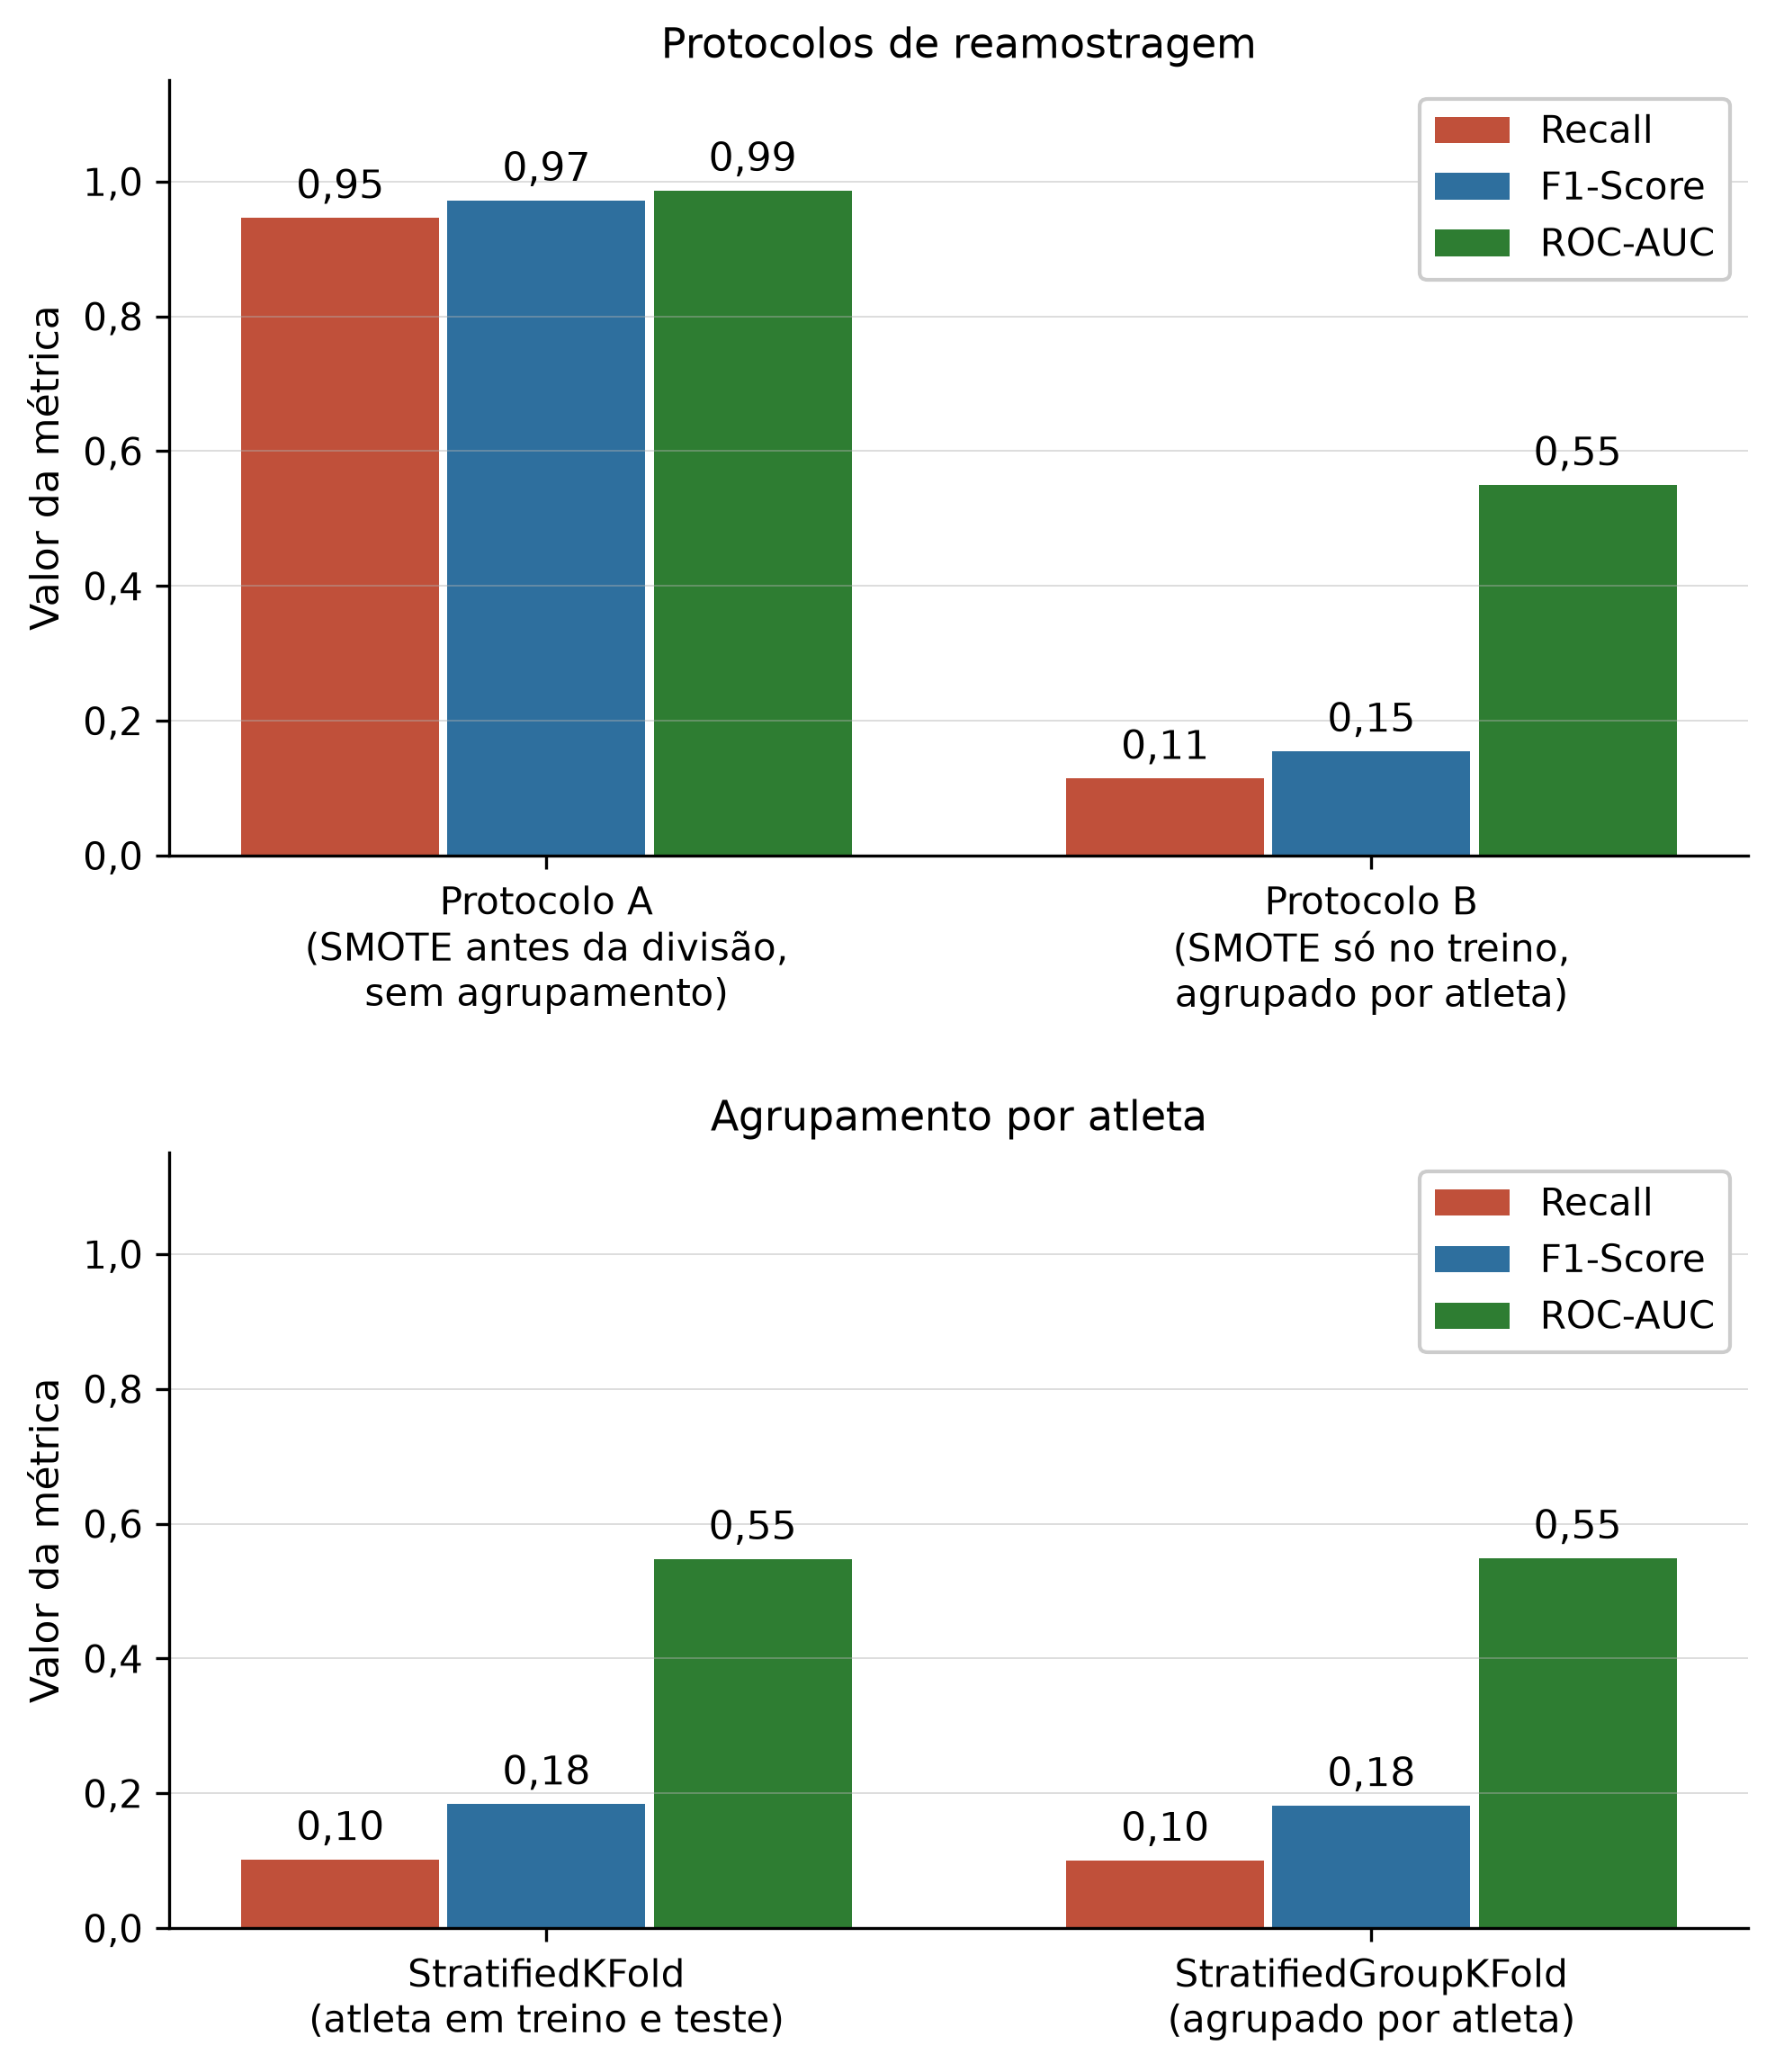 Protocolos de reamostragem
Valor da métrica
1,0
0,8
0,6
0,4
0,2
0,0
0,95
0,97
0,99
0,11
0,15
0,55
Recall
F1-Score
ROC-AUC
Protocolo A
(SMOTE antes da divisão,
sem agrupamento)
Protocolo B
(SMOTE só no treino,
agrupado por atleta)
Agrupamento por atleta
Valor da métrica
1,0
0,8
0,6
0,4
0,2
0,0
0,10
0,18
0,55
0,10
0,18
0,55
Recall
F1-Score
ROC-AUC
StratifiedKFold
(atleta em treino e teste)
StratifiedGroupKFold
(agrupado por atleta)